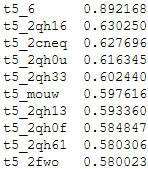 t5_6 0.892168
t5_2qh16 0.630250
t5_2cneq 0.627696
t5_2qh0u 0.616345
t5_2qh33 0.602440
t5_mouw 0.597616
t5_2qh13 0.593360
t5_2qh0f 0.584847
t5_2qh61 0.580306
t5_2fwo 0.580023